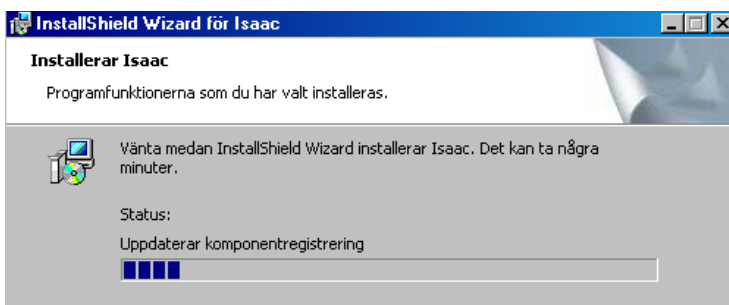 InstallShield Wizard för Isaac
Installerar Isaac
Programfunktionerna som du har valt installeras.
Vänta medan InstallShield Wizard installerar Isaac. Det kan ta några
minuter.
Status:
Uppdaterar komponentregistrering